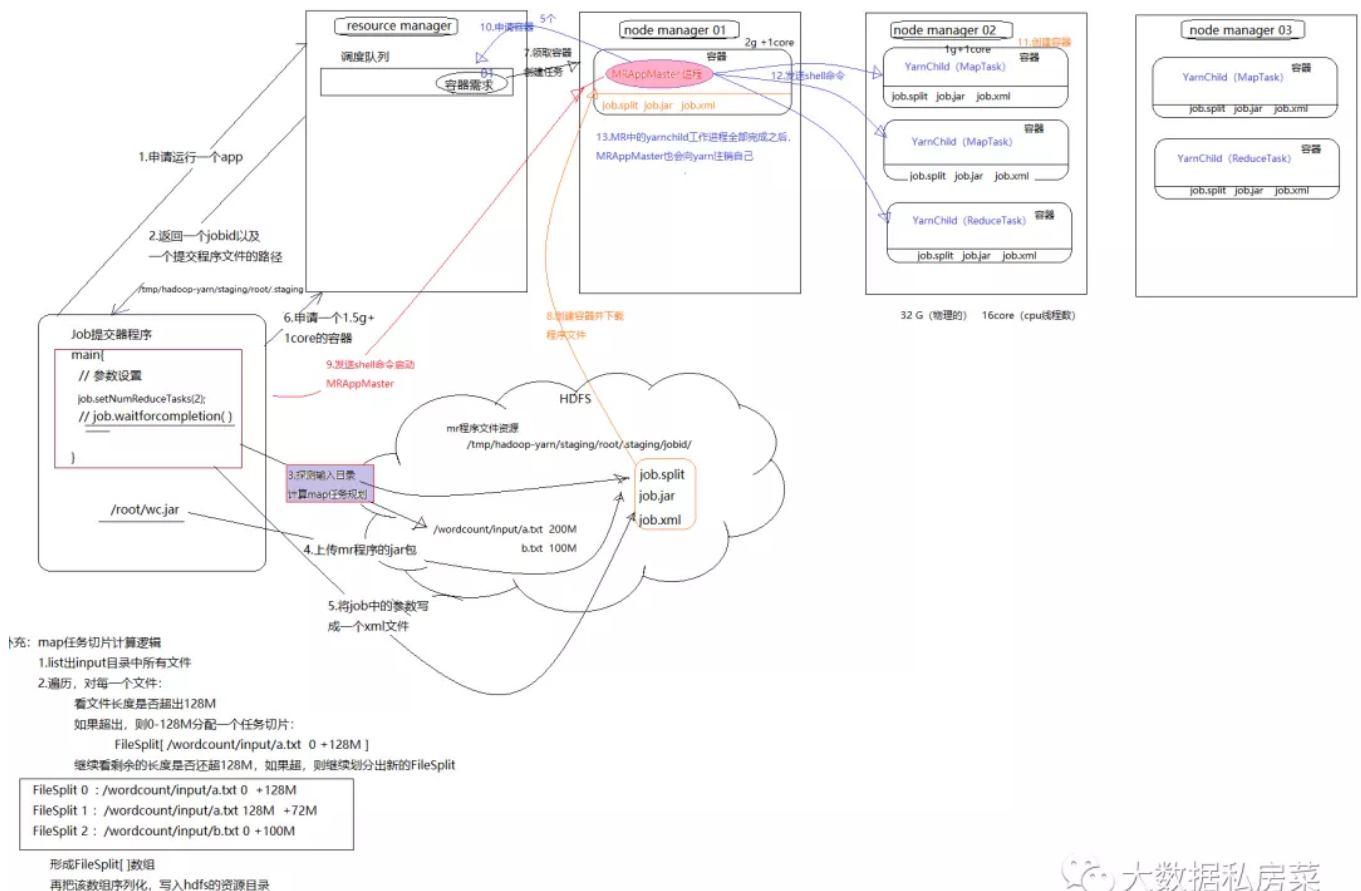 resource manager
调度队列
01
容器需求
10.申请容器
5个
7.领取容器
创建任务
node manager 01
2g +1core
容器
MRAppMaster 进程
job.split job.jar job.xml
13.MR中的yarnchild工作进程全部完成之后,
MRAppMaster也会向yarn注销自己
12.发送shell命令
node manager 02
1g+1core
11.创建容器
容器
YarnChild（MapTask）
job.split job.jar job.xml
容器
YarnChild（MapTask）
job.split job.jar job.xml
容器
YarnChild（ReduceTask）
job.split job.jar job.xml
32 G（物理的） 16core（cpu线程数）
node manager 03
容器
YarnChild（MapTask）
job.split job.jar job.xml
容器
YarnChild（ReduceTask）
job.split job.jar job.xml
1.申请运行一个app
2.返回一个jobid以及
一个提交程序文件的路径
/tmp/hadoop-yarn/staging/root/.staging
6.申请一个1.5g+
1core的容器
8.创建容器并下载
程序文件
9.发送shell命令启动
MRAppMaster
Job提交器程序
main{
// 参数设置
job.setNumReduceTasks(2);
// job.waitforcompletion( )
}
/root/wc.jar
3.探测输入目录
计算map任务规划
4.上传mr程序的jar包
5.将job中的参数写
成一个xml文件
HDFS
mr程序文件资源
/tmp/hadoop-yarn/staging/root/.staging/jobid/
job.split
job.jar
job.xml
/wordcount/input/a.txt 200M
b.txt 100M
补充：map任务切片计算逻辑
1.list出input目录中所有文件
2.遍历，对每一个文件：
看文件长度是否超出128M
如果超出，则0-128M分配一个任务切片：
FileSplit[ /wordcount/input/a.txt 0 +128M ]
继续看剩余的长度是否还超128M，如果超，则继续划分出新的FileSplit
FileSplit 0 : /wordcount/input/a.txt 0 +128M
FileSplit 1 : /wordcount/input/a.txt 128M +72M
FileSplit 2 : /wordcount/input/b.txt 0 +100M
形成FileSplit[ ]数组
再把该数组序列化，写入hdfs的资源目录
大数据私房菜